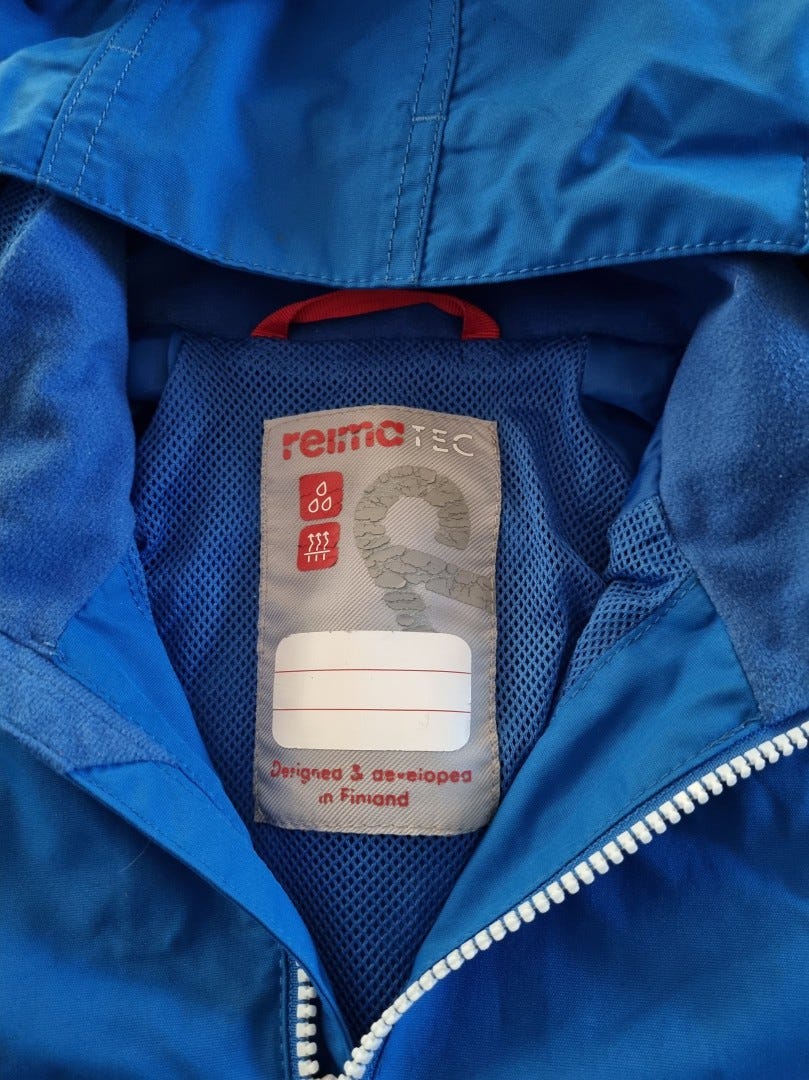 reima TEC
Designed & developed
in Finland